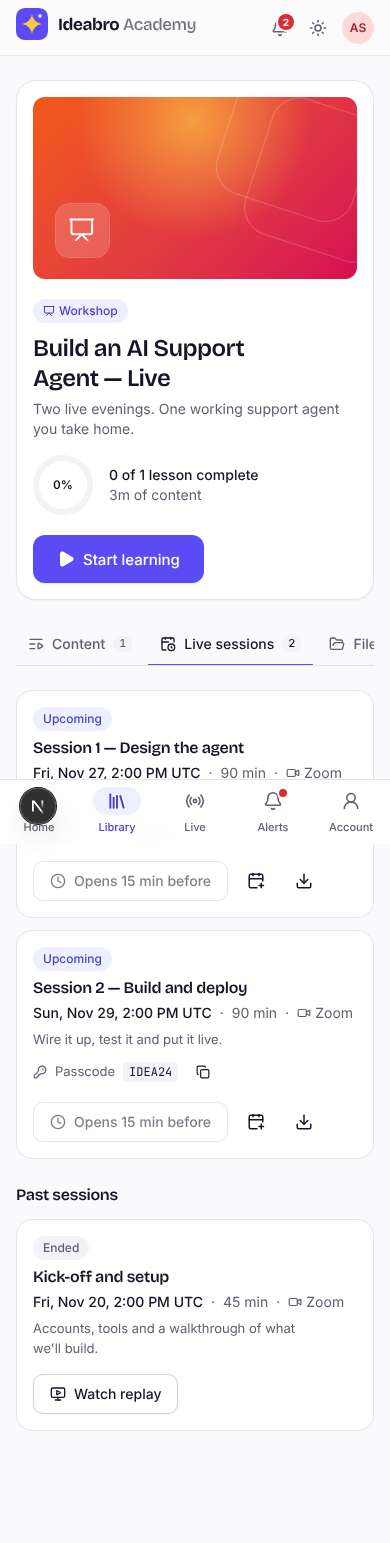 Ideabro Academy
2
AS
Workshop
Build an AI Support
Agent — Live
Two live evenings. One working support agent
you take home.
0%
0 of 1 lesson complete
3m of content
Start learning
Content 1
Live sessions 2
File
Upcoming
Session 1 — Design the agent
Fri, Nov 27, 2:00 PM UTC · 90 min · Zoom
N
Home
Library
Live
Alerts
Account
Opens 15 min before
Upcoming
Session 2 — Build and deploy
Sun, Nov 29, 2:00 PM UTC · 90 min · Zoom
Wire it up, test it and put it live.
Passcode IDEA24
Opens 15 min before
Past sessions
Ended
Kick-off and setup
Fri, Nov 20, 2:00 PM UTC · 45 min · Zoom
Accounts, tools and a walkthrough of what
we'll build.
Watch replay